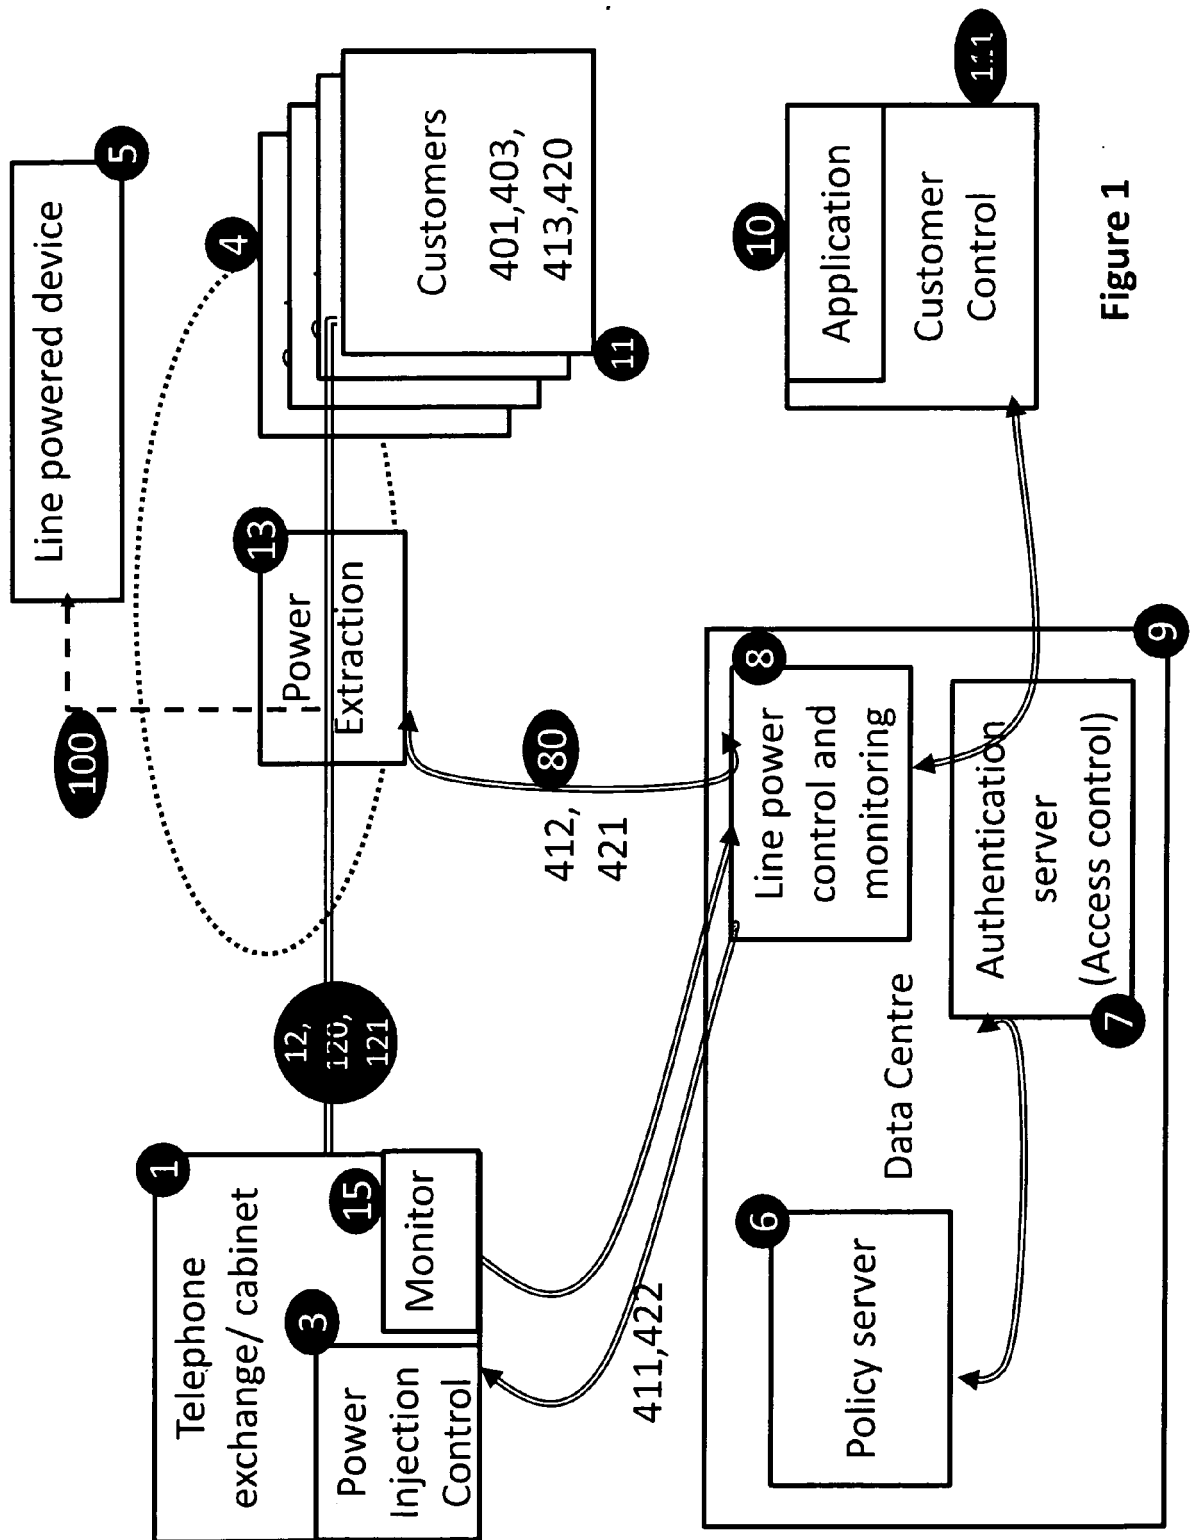 Telephone
exchange/ cabinet
1
Power
Injection
Control
3
Monitor
15
12,
120,
121
100
Line powered device
5
4
Power
Extraction
13
Customers
401,403,
413,420
11
411,422
412,
421
80
Data Centre
Policy server
6
Line power
control and
monitoring
8
Authentication
server
(Access control)
7
9
Application
10
Customer
Control
111
Figure 1